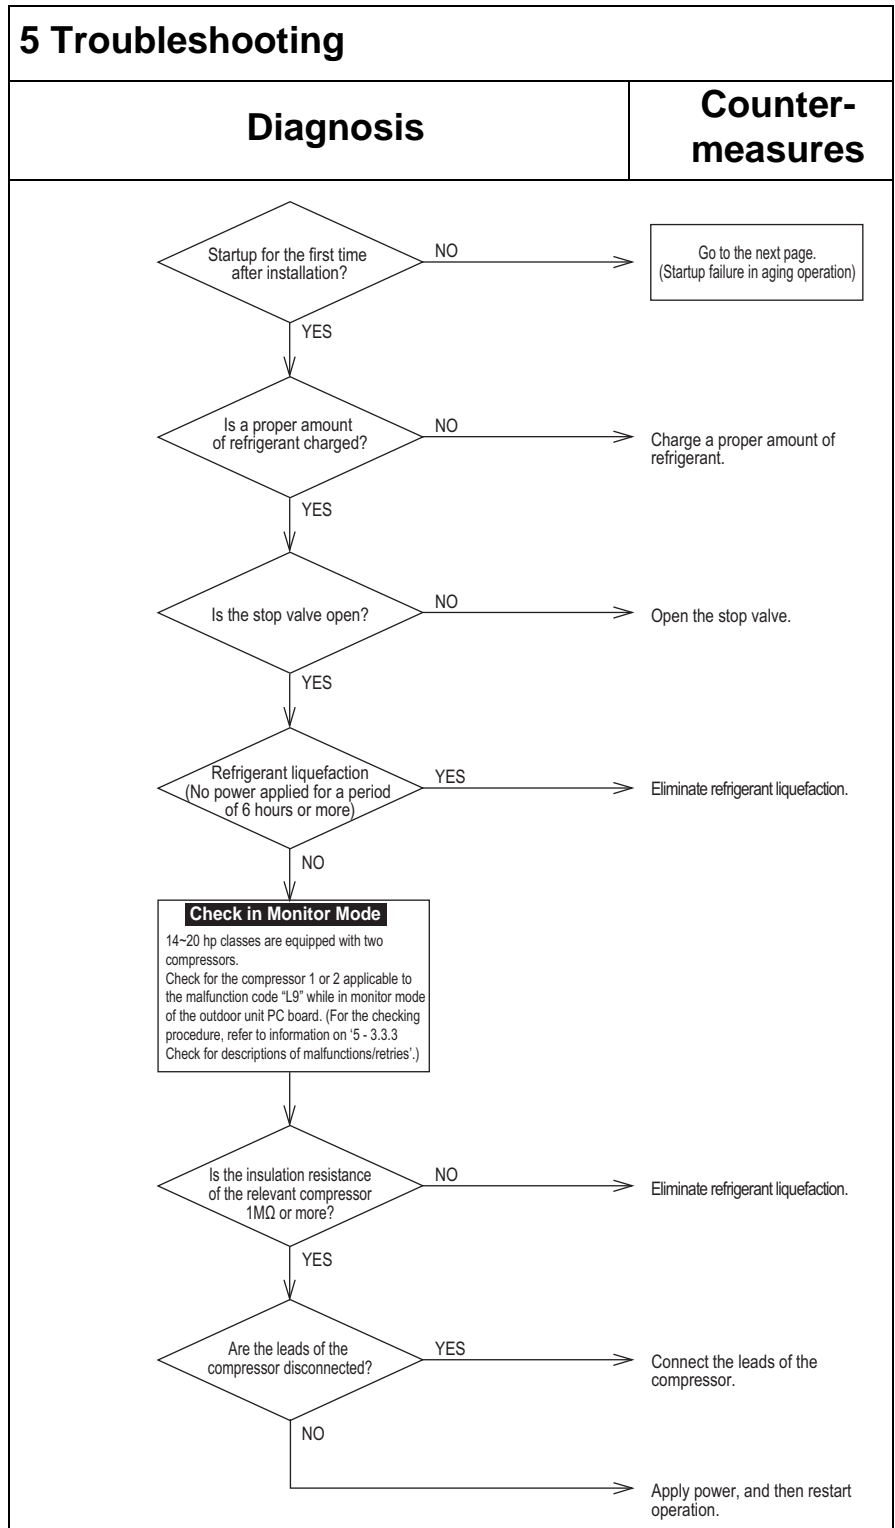 5 Troubleshooting
Diagnosis
Counter-
measures
Startup for the first time
after installation?
NO
Go to the next page.
(Startup failure in aging operation)
YES
Is a proper amount
of refrigerant charged?
NO
Charge a proper amount of
refrigerant.
YES
Is the stop valve open?
NO
Open the stop valve.
YES
Refrigerant liquefaction
(No power applied for a period
of 6 hours or more)
YES
Eliminate refrigerant liquefaction.
NO
Check in Monitor Mode
14~20 hp classes are equipped with two
compressors.
Check for the compressor 1 or 2 applicable to
the malfunction code “L9” while in monitor mode
of the outdoor unit PC board. (For the checking
procedure, refer to information on ‘5 - 3.3.3
Check for descriptions of malfunctions/retries’.)
Is the insulation resistance
of the relevant compressor
1MΩ or more?
NO
Eliminate refrigerant liquefaction.
YES
Are the leads of the
compressor disconnected?
YES
Connect the leads of the
compressor.
NO
Apply power, and then restart
operation.